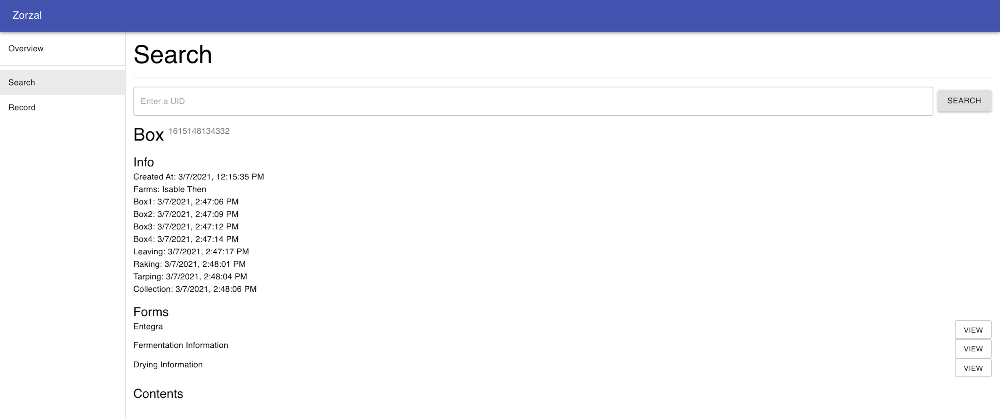 Zorzal
Overview
Search
Record
Search
Enter a UID
SEARCH
Box 1615148134332
Info
Created At: 3/7/2021, 12:15:35 PM
Farms: Isable Then
Box1: 3/7/2021, 2:47:06 PM
Box2: 3/7/2021, 2:47:09 PM
Box3: 3/7/2021, 2:47:12 PM
Box4: 3/7/2021, 2:47:14 PM
Leaving: 3/7/2021, 2:47:17 PM
Raking: 3/7/2021, 2:48:01 PM
Tarping: 3/7/2021, 2:48:04 PM
Collection: 3/7/2021, 2:48:06 PM
Forms
Entegra VIEW
Fermentation Information VIEW
Drying Information VIEW
Contents